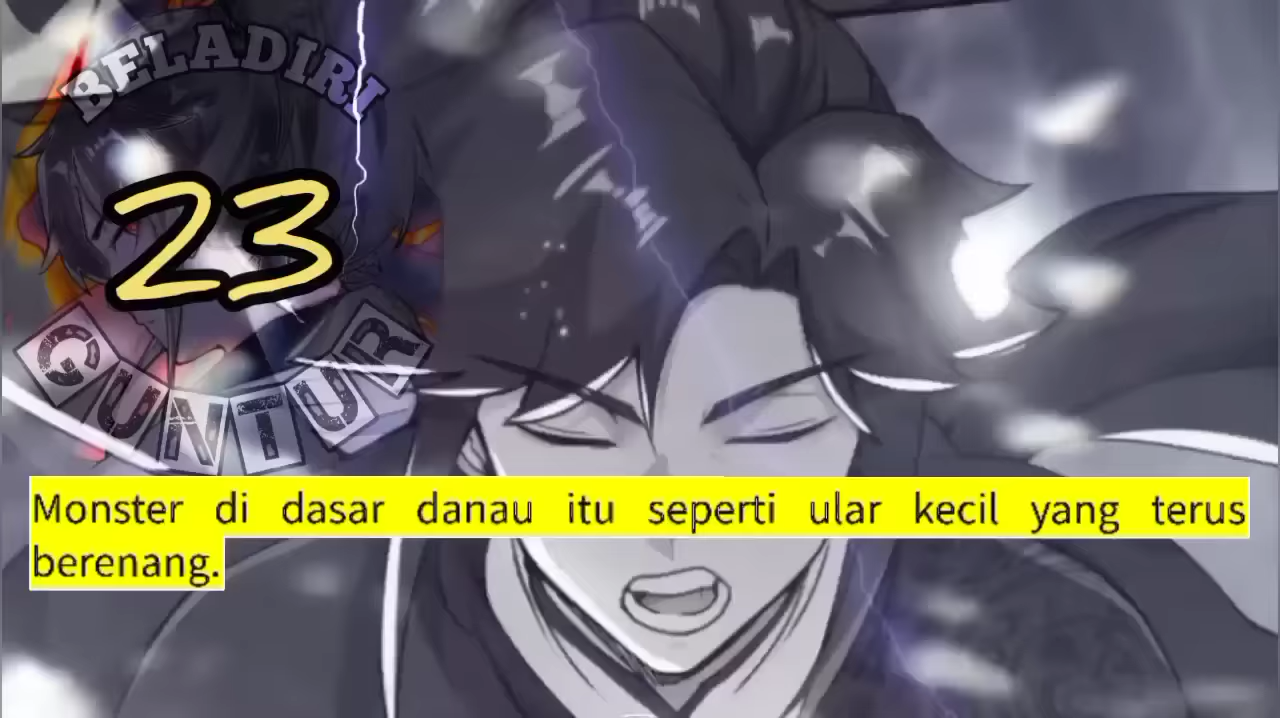 BELADIRI
23
GUNTUR
Monster di dasar danau itu seperti ular kecil yang terus
berenang.